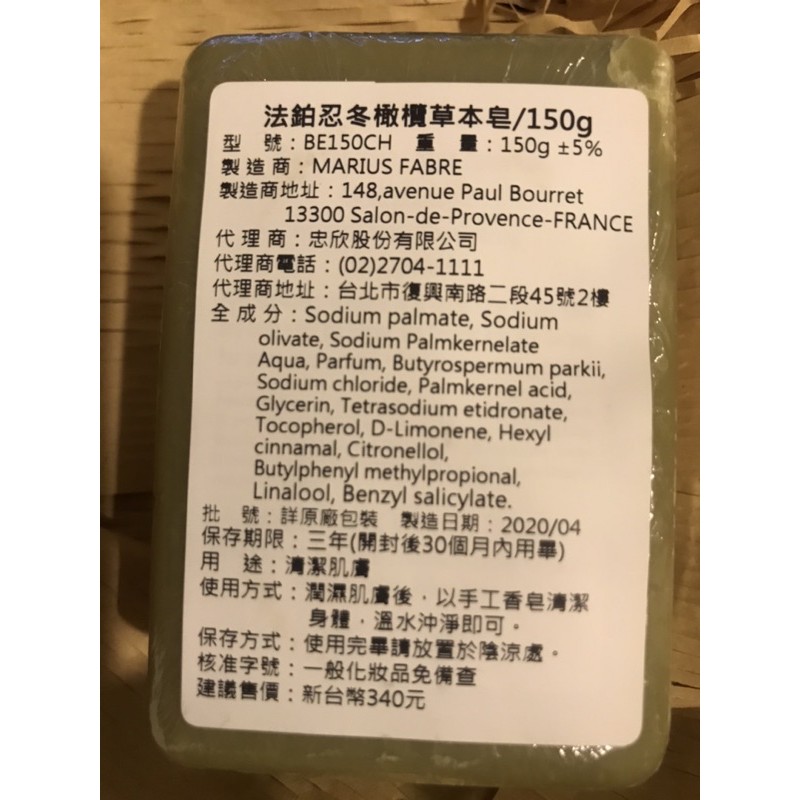 法鉑忍冬橄欖草本皂/150g
型 號：BE150CH 重 量：150g ±5%
製造商：MARIUS FABRE
製造商地址：148,avenue Paul Bourret
13300 Salon-de-Provence-FRANCE
代理商：忠欣股份有限公司
代理商電話：(02)2704-1111
代理商地址：台北市復興南路二段45號2樓
全成分：Sodium palmate, Sodium
olivate, Sodium Palmkernelate
Aqua, Parfum, Butyrospermum parkii,
Sodium chloride, Palmkernel acid,
Glycerin, Tetrasodium etidronate,
Tocopherol, D-Limonene, Hexyl
cinnamal, Citronellol,
Butylphenyl methylpropional,
Linalool, Benzyl salicylate.
批 號：詳原廠包裝 製造日期：2020/04
保存期限：三年(開封後30個月內用畢)
用 途：清潔肌膚
使用方式：潤濕肌膚後，以手工香皂清潔
身體，溫水沖淨即可。
保存方式：使用完畢請放置於陰涼處。
核准字號：一般化妝品免備查
建議售價：新台幣340元